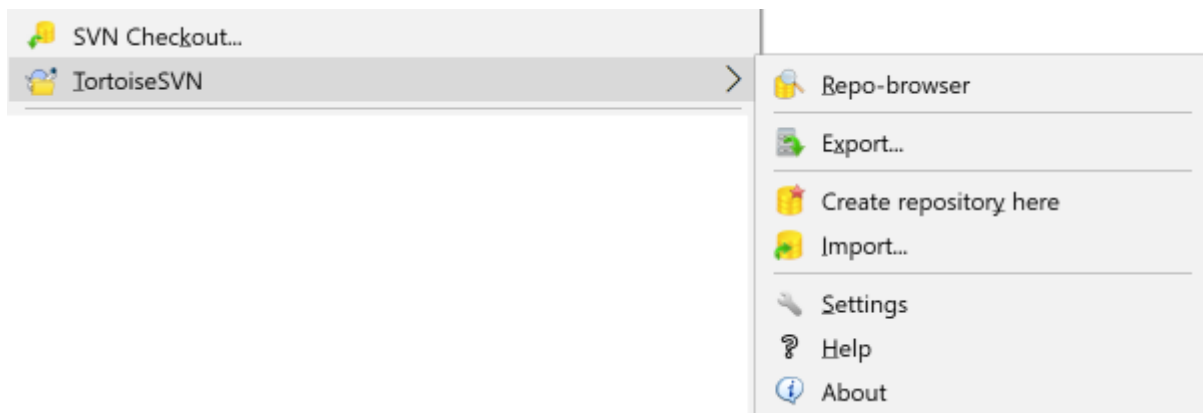 SVN Checkout...
TortoiseSVN
Repo-browser
Export...
Create repository here
Import...
Settings
Help
About